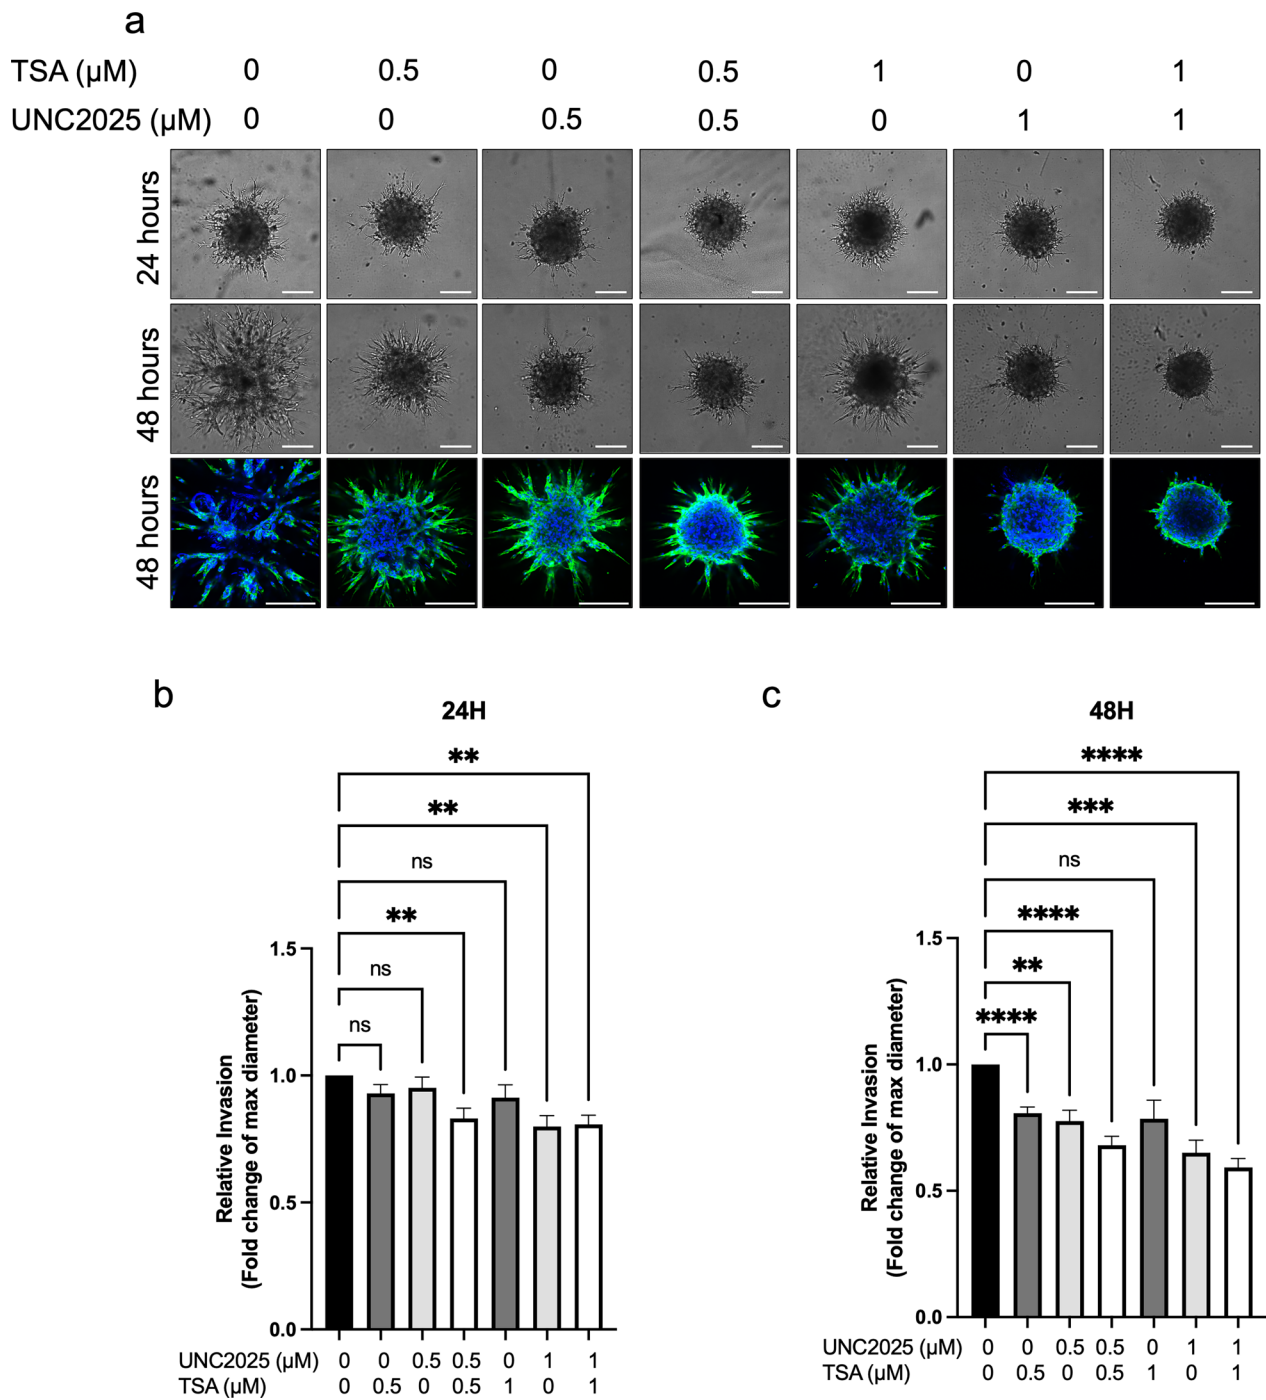 a
TSA (µM) 0 0.5 0 0.5 1 0 1
UNC2025 (µM) 0 0 0.5 0.5 0 1 1
24 hours
48 hours
48 hours
b
24H
✱✱
✱✱
ns
✱✱
ns
ns
1.5
1.0
0.5
0.0
Relative Invasion
(Fold change of max diameter)
UNC2025 (µM) 0 0 0.5 0.5 0 1 1
TSA (µM) 0 0.5 0 0.5 1 0 1
c
48H
✱✱✱✱
✱✱✱
ns
✱✱✱✱
✱✱
✱✱✱✱
1.5
1.0
0.5
0.0
Relative Invasion
(Fold change of max diameter)
UNC2025 (µM) 0 0 0.5 0.5 0 1 1
TSA (µM) 0 0.5 0 0.5 1 0 1